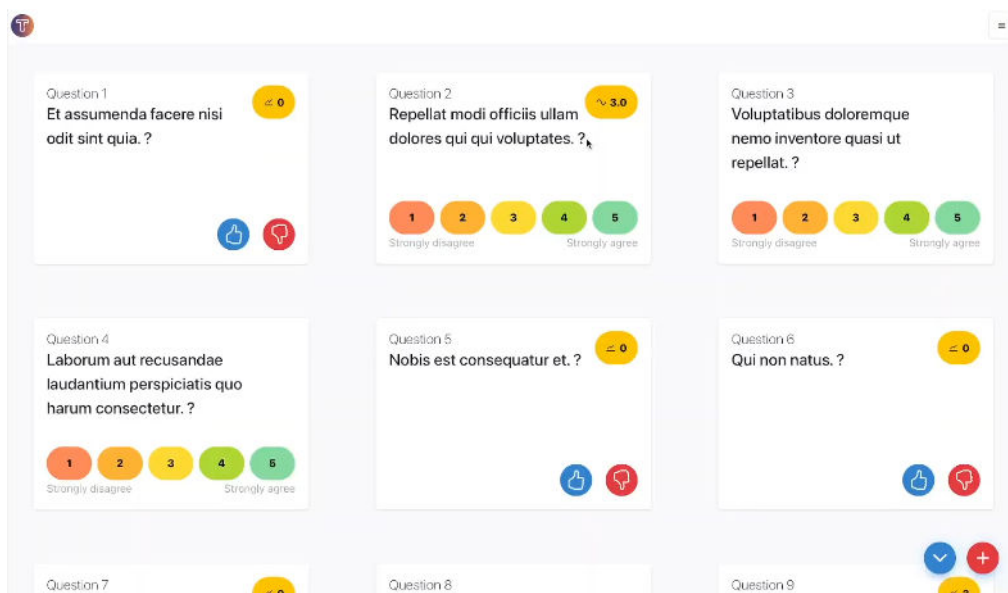 T
Question 1
Et assumenda facere nisi
odit sint quia. ?
0
Question 2
Repellat modi officiis ullam
dolores qui qui voluptates. ?
3.0
1 2 3 4 5
Strongly disagree Strongly agree
Question 3
Voluptatibus doloremque
nemo inventore quasi ut
repellat. ?
1 2 3 4 5
Strongly disagree Strongly agree
Question 4
Laborum aut recusandae
laudantium perspiciatis quo
harum consectetur. ?
1 2 3 4 5
Strongly disagree Strongly agree
Question 5
Nobis est consequatur et. ?
0
Question 6
Qui non natus. ?
0
Question 7
Question 8
Question 9